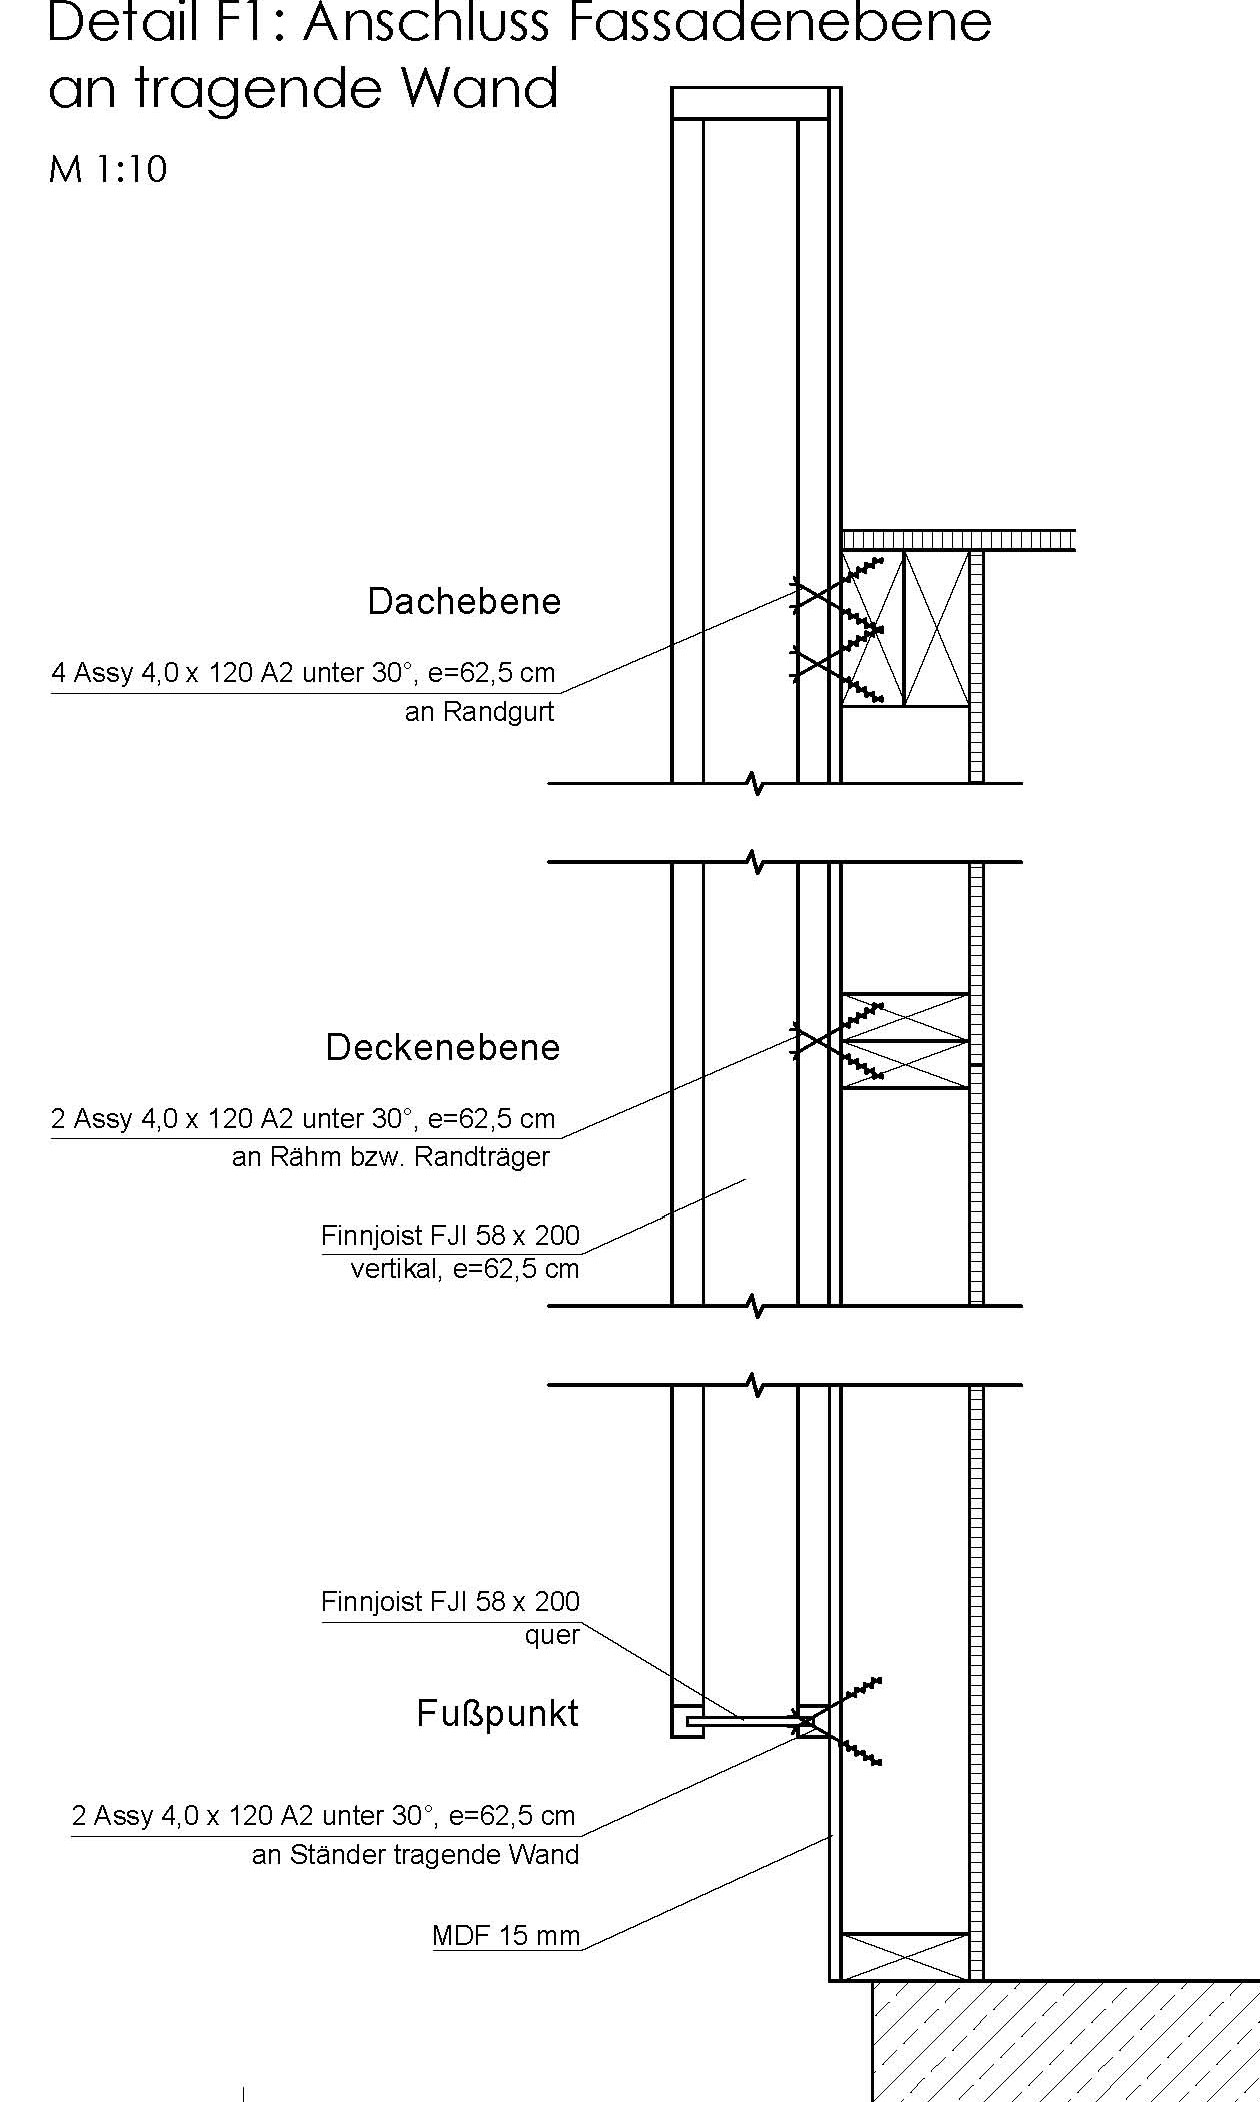 Detail F1: Anschluss Fassadenebene
an tragende Wand
M 1:10
Dachebene
4 Assy 4,0 x 120 A2 unter 30°, e=62,5 cm
an Randgurt
Deckenebene
2 Assy 4,0 x 120 A2 unter 30°, e=62,5 cm
an Rähm bzw. Randträger
Finnjoist FJI 58 x 200
vertikal, e=62,5 cm
Finnjoist FJI 58 x 200
quer
Fußpunkt
2 Assy 4,0 x 120 A2 unter 30°, e=62,5 cm
an Ständer tragende Wand
MDF 15 mm